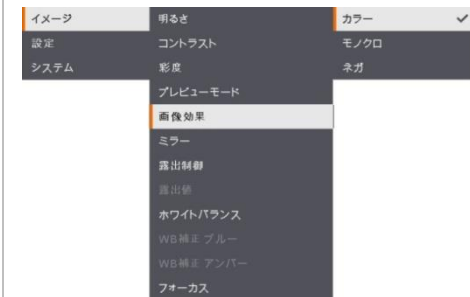 イメージ
設定
システム
明るさ
コントラスト
彩度
プレビューモード
画像効果
ミラー
露出制御
露出値
ホワイトバランス
WB補正 ブルー
WB補正 アンバー
フォーカス
カラー
モノクロ
ネガ